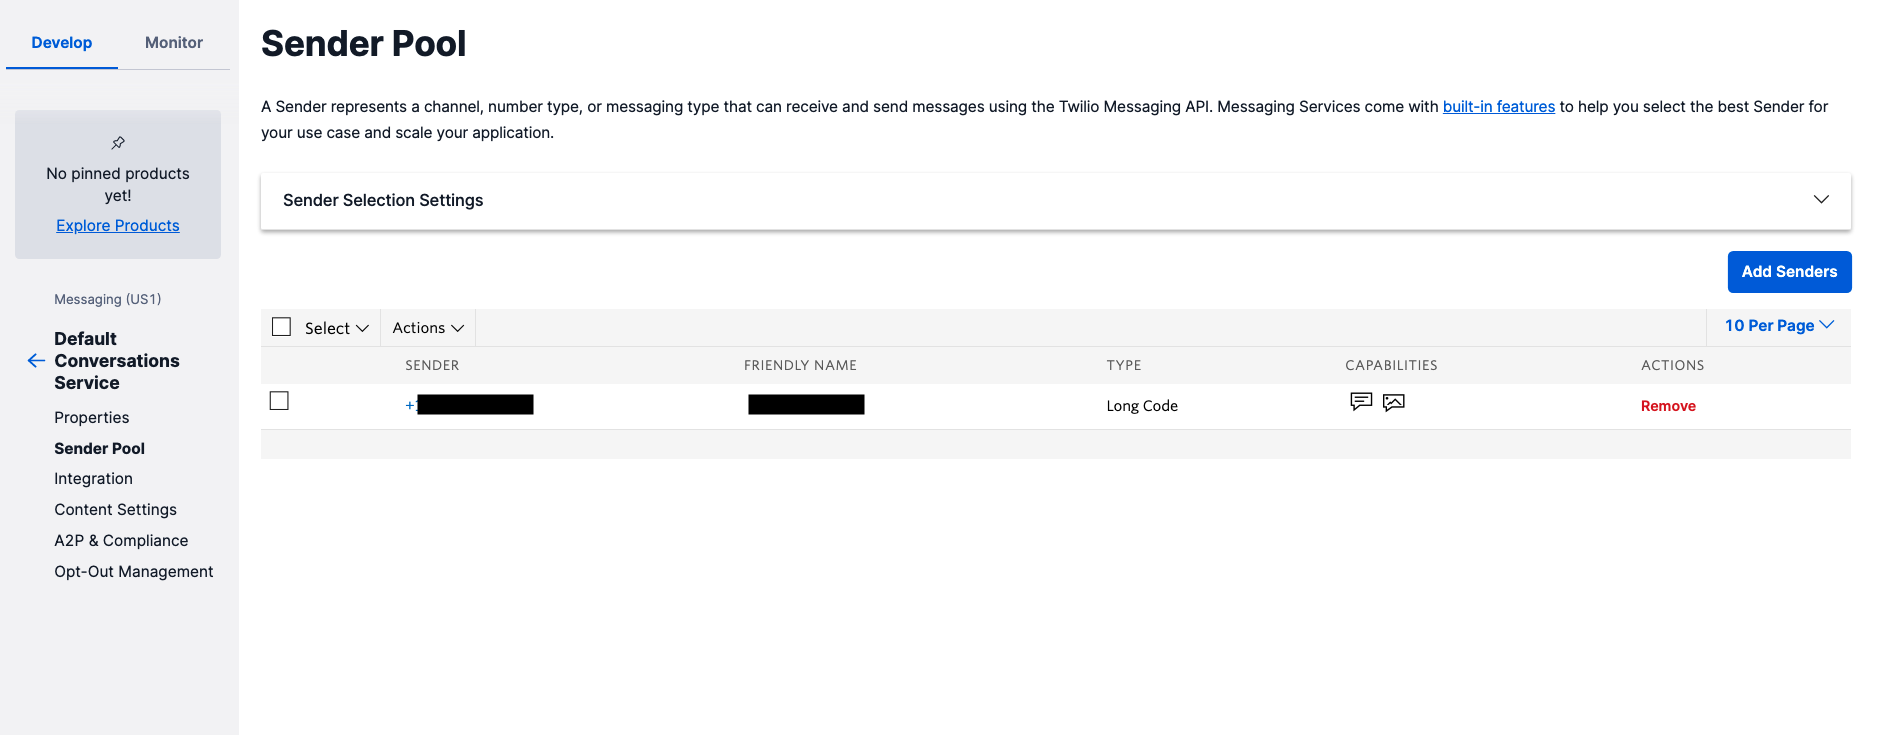 Develop
Monitor
No pinned products
yet!
Explore Products
Messaging (US1)
Default
Conversations
Service
Properties
Sender Pool
Integration
Content Settings
A2P & Compliance
Opt-Out Management
Sender Pool
A Sender represents a channel, number type, or messaging type that can receive and send messages using the Twilio Messaging API. Messaging Services come with built-in features to help you select the best Sender for
your use case and scale your application.
Sender Selection Settings
Add Senders
Select Actions 10 Per Page
SENDER FRIENDLY NAME TYPE CAPABILITIES ACTIONS
+ Long Code Remove